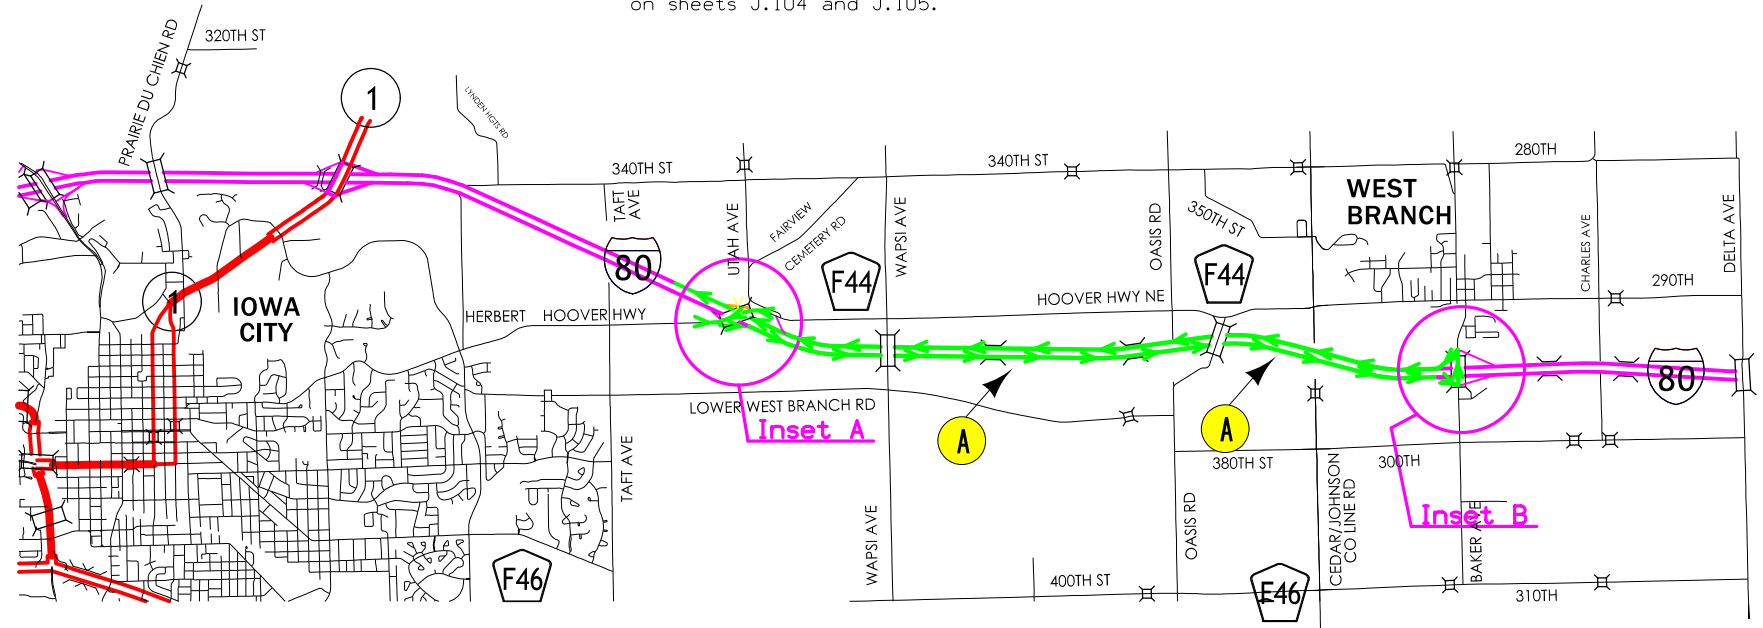 on sheets J.104 and J.105.
320TH ST
PRAIRIE DU CHIEN RD
1
LYNDEN HGTS RD
340TH ST
340TH ST
280TH
TAFT
AVE
UTAH AVE
FAIRVIEW
CEMETERY RD
WAPSI AVE
OASIS RD
350TH ST
WEST
BRANCH
CHARLES AVE
DELTA AVE
80
F44
F44
290TH
1
IOWA
CITY
HERBERT HOOVER HWY
HOOVER HWY NE
80
LOWER WEST BRANCH RD
Inset A
A
A
TAFT AVE
380TH ST
300TH
WAPSI AVE
OASIS RD
CEDAR/JOHNSON
CO LINE RD
Inset B
BAKER AVE
F46
400TH ST
F46
310TH